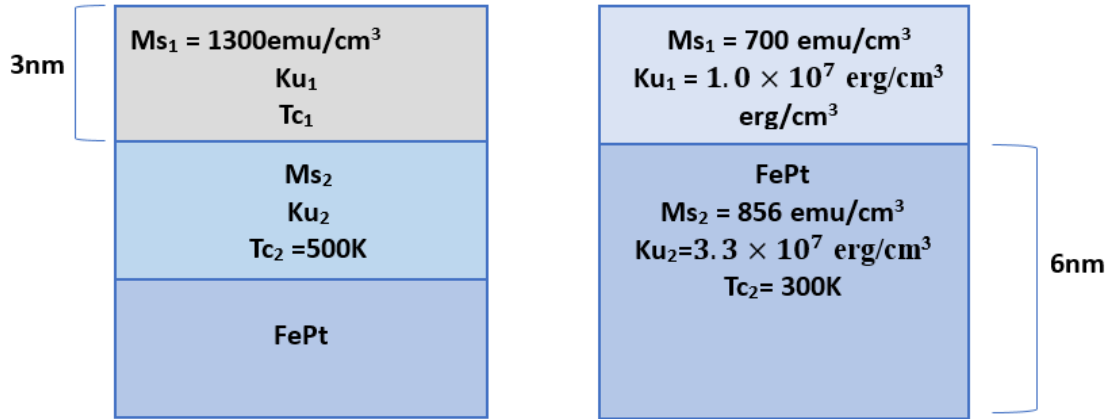 3nm
Ms₁ = 1300emu/cm³
Ku₁
Tc₁
Ms₂
Ku₂
Tc₂ =500K
FePt
Ms₁ = 700 emu/cm³
Ku₁ = 1.0 × 10⁷ erg/cm³
erg/cm³
FePt
Ms₂ = 856 emu/cm³
Ku₂=3.3 × 10⁷ erg/cm³
Tc₂= 300K
6nm